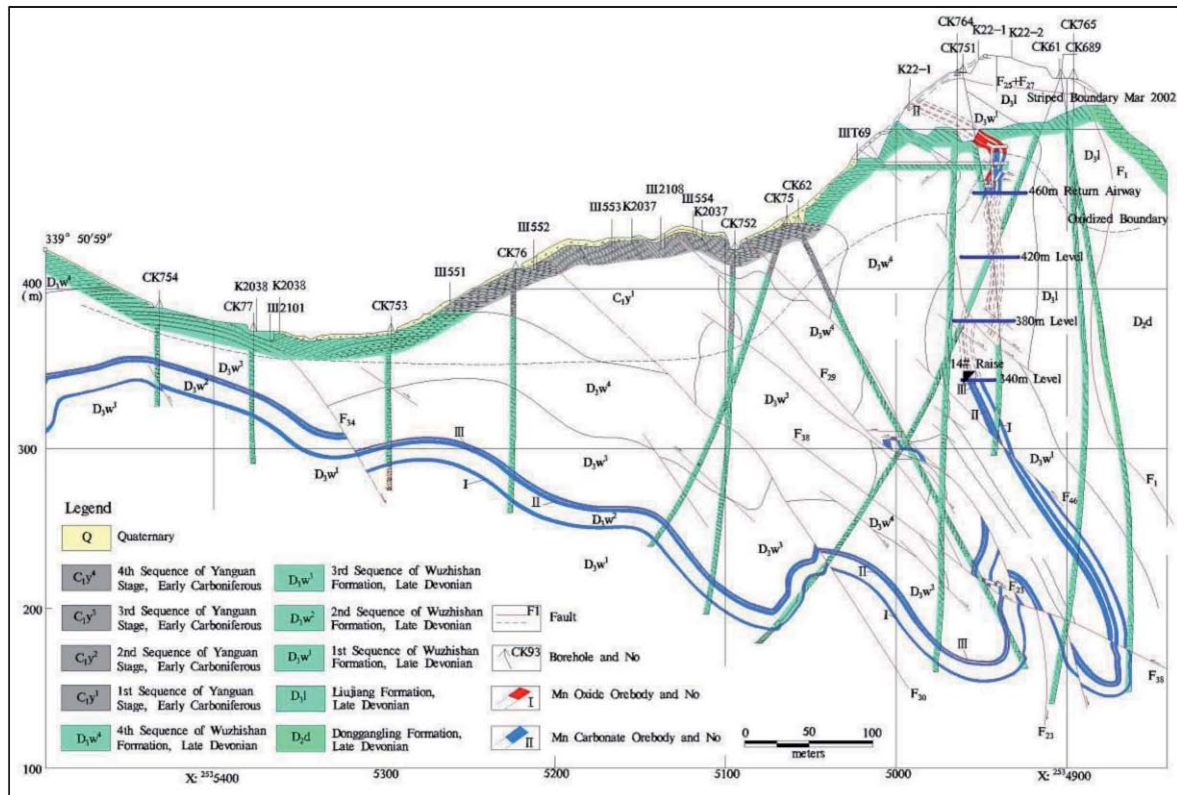 CK764
K22-1
K22-2
CK765
CK751
CK61
CK689
K22-1
F25+F27
D3l
Striped Boundary Mar 2002
II
D3w1
IIIT69
D3l
F1
460m Return Airway
Oxidized Boundary
CK62
CK75
III2108
III554
III553
K2037
K2037
CK752
III552
CK76
339° 50′59″
D3w4
400
(m)
CK754
K2038
K2038
CK77
III2101
CK753
III551
C1y1
D3w4
420m Level
D3l
380m Level
D2d
D3w4
14# Raise
340m Level
III
II
I
D3w3
D3w2
D3w1
F34
D3w4
F29
D3w3
F38
300
D3w1
III
D3w3
I
II
D3w2
D3w1
D3w1
F46
F1
D3w4
D3w3
II
I
D3w3
III
F23
F30
F38
F23
200
100
Legend
Q Quaternary
C1y4 4th Sequence of Yanguan
Stage, Early Carboniferous
C1y3 3rd Sequence of Yanguan
Stage, Early Carboniferous
C1y2 2nd Sequence of Yanguan
Stage, Early Carboniferous
C1y1 1st Sequence of Yanguan
Stage, Early Carboniferous
D3w4 4th Sequence of Wuzhishan
Formation, Late Devonian
D3w3 3rd Sequence of Wuzhishan
Formation, Late Devonian
D3w2 2nd Sequence of Wuzhishan
Formation, Late Devonian
D3w1 1st Sequence of Wuzhishan
Formation, Late Devonian
D3l Liujiang Formation,
Late Devonian
D2d Donggangling Formation,
Late Devonian
F1 Fault
CK93 Borehole and No
I Mn Oxide Orebody and No
II Mn Carbonate Orebody and No
0 50 100
meters
X: 2535400
5300
5200
5100
5000
X: 2534900